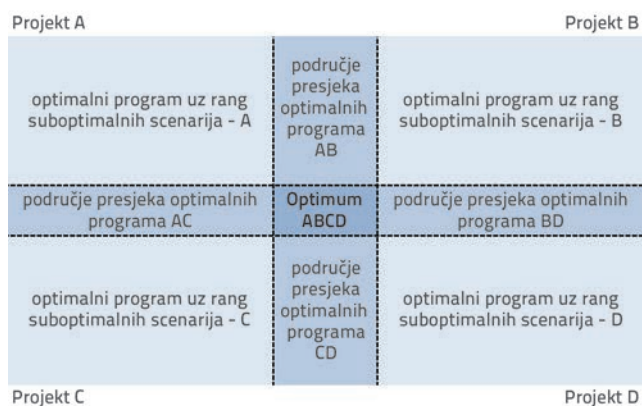 Projekt A
Projekt B
optimalni program uz rang
suboptimalnih scenarija - A
područje
presjeka
optimalnih
programa
AB
optimalni program uz rang
suboptimalnih scenarija - B
područje presjeka optimalnih
programa AC
Optimum
ABCD
područje presjeka optimalnih
programa BD
optimalni program uz rang
suboptimalnih scenarija - C
područje
presjeka
optimalnih
programa
CD
optimalni program uz rang
suboptimalnih scenarija - D
Projekt C
Projekt D